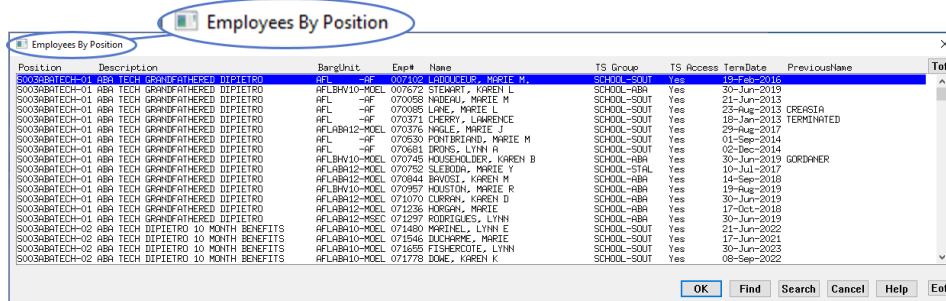 Employees By Position
Employees By Position
Position Description BargUnit Emp# Name TS Group TS Access TermDate PreviousName Tot
S003ABATECH-01 ABA TECH GRANDFATHERED DIPIETRO AFL -AF 007102 LADOUCEUR, MARIE M. SCHOOL-SOUT Yes 19-Feb-2016
S003ABATECH-01 ABA TECH GRANDFATHERED DIPIETRO AFLBHV10-MOEL 007672 STEWART, KAREN L SCHOOL-ABA Yes 30-Jun-2019
S003ABATECH-01 ABA TECH GRANDFATHERED DIPIETRO AFL -AF 070058 NADEAU, MARIE M SCHOOL-SOUT Yes 21-Jun-2013
S003ABATECH-01 ABA TECH GRANDFATHERED DIPIETRO AFL -AF 070085 LANE, MARIE L SCHOOL-SOUT Yes 23-Aug-2013 CREASIA
S003ABATECH-01 ABA TECH GRANDFATHERED DIPIETRO AFL -AF 070371 CHERRY, LAWRENCE SCHOOL-SOUT Yes 18-Jan-2013 TERMINATED
S003ABATECH-01 ABA TECH GRANDFATHERED DIPIETRO AFLABA12-MOEL 070376 NAGLE, MARIE J SCHOOL-SOUT Yes 29-Aug-2017
S003ABATECH-01 ABA TECH GRANDFATHERED DIPIETRO AFL -AF 070530 PONTBRIAND, MARIE M SCHOOL-SOUT Yes 01-Sep-2014
S003ABATECH-01 ABA TECH GRANDFATHERED DIPIETRO AFL -AF 070681 DRONS, LYNN A SCHOOL-SOUT Yes 02-Dec-2014
S003ABATECH-01 ABA TECH GRANDFATHERED DIPIETRO AFLBHV10-MOEL 070745 HOUSEHOLDER, KAREN B SCHOOL-ABA Yes 30-Jun-2019 GORDANER
S003ABATECH-01 ABA TECH GRANDFATHERED DIPIETRO AFLABA12-MOEL 070752 SLEBODA, MARIE Y SCHOOL-STAL Yes 10-Jul-2017
S003ABATECH-01 ABA TECH GRANDFATHERED DIPIETRO AFLABA12-MOEL 070844 BAVOSI, KAREN M SCHOOL-ABA Yes 14-Sep-2018
S003ABATECH-01 ABA TECH GRANDFATHERED DIPIETRO AFLBHV10-MOEL 070957 HOUSTON, MARIE R SCHOOL-ABA Yes 19-Aug-2019
S003ABATECH-01 ABA TECH GRANDFATHERED DIPIETRO AFLABA12-MOEL 071070 CURRAN, KAREN D SCHOOL-ABA Yes 30-Jun-2019
S003ABATECH-01 ABA TECH GRANDFATHERED DIPIETRO AFLABA12-MOEL 071236 HORGAN, MARIE SCHOOL-ABA Yes 17-Oct-2018
S003ABATECH-01 ABA TECH GRANDFATHERED DIPIETRO AFLABA12-MSEC 071297 RODRIGUES, LYNN SCHOOL-ABA Yes 30-Jun-2019
S003ABATECH-02 ABA TECH DIPIETRO 10 MONTH BENEFITS AFLABA10-MOEL 071480 MARINEL, LYNN E SCHOOL-SOUT Yes 21-Jun-2022
S003ABATECH-02 ABA TECH DIPIETRO 10 MONTH BENEFITS AFLABA10-MOEL 071546 DUCHARME, MARIE SCHOOL-SOUT Yes 17-Jun-2021
S003ABATECH-02 ABA TECH DIPIETRO 10 MONTH BENEFITS AFLABA10-MOEL 071655 FISHERCOTE, LYNN SCHOOL-SOUT Yes 30-Jun-2023
S003ABATECH-02 ABA TECH DIPIETRO 10 MONTH BENEFITS AFLABA10-MOEL 071778 DOWE, KAREN K SCHOOL-SOUT Yes 08-Sep-2022
OK Find Search Cancel Help Eof